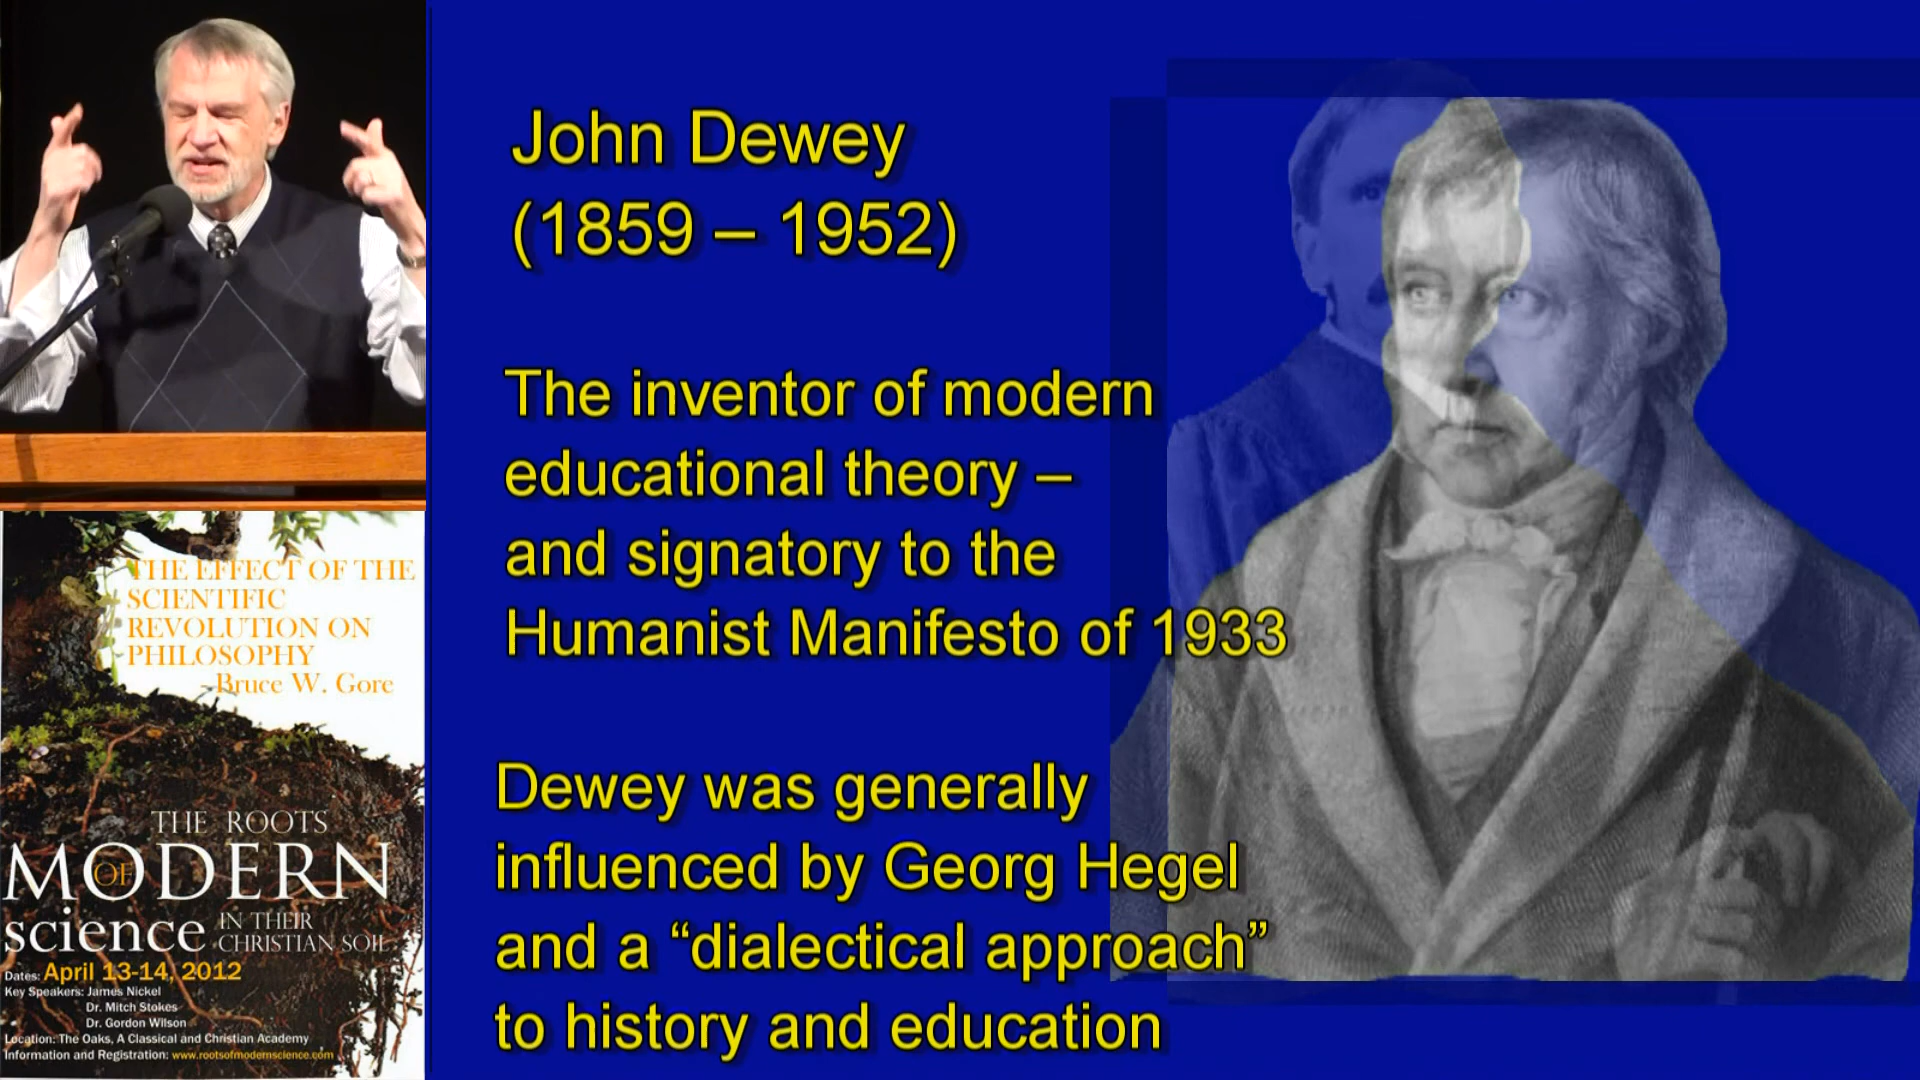 John Dewey
(1859 – 1952)
The inventor of modern
educational theory –
and signatory to the
Humanist Manifesto of 1933
Dewey was generally
influenced by Georg Hegel
and a “dialectical approach”
to history and education
THE EFFECT OF THE
SCIENTIFIC
REVOLUTION ON
PHILOSOPHY
-Bruce W. Gore
THE ROOTS
OF
MODERN
science IN THEIR
CHRISTIAN SOIL
Dates: April 13-14, 2012
Key Speakers: James Nickel
Dr. Mitch Stokes
Dr. Gordon Wilson
Location: The Oaks, A Classical and Christian Academy
Information and Registration: www.rootsofmodernscience.com